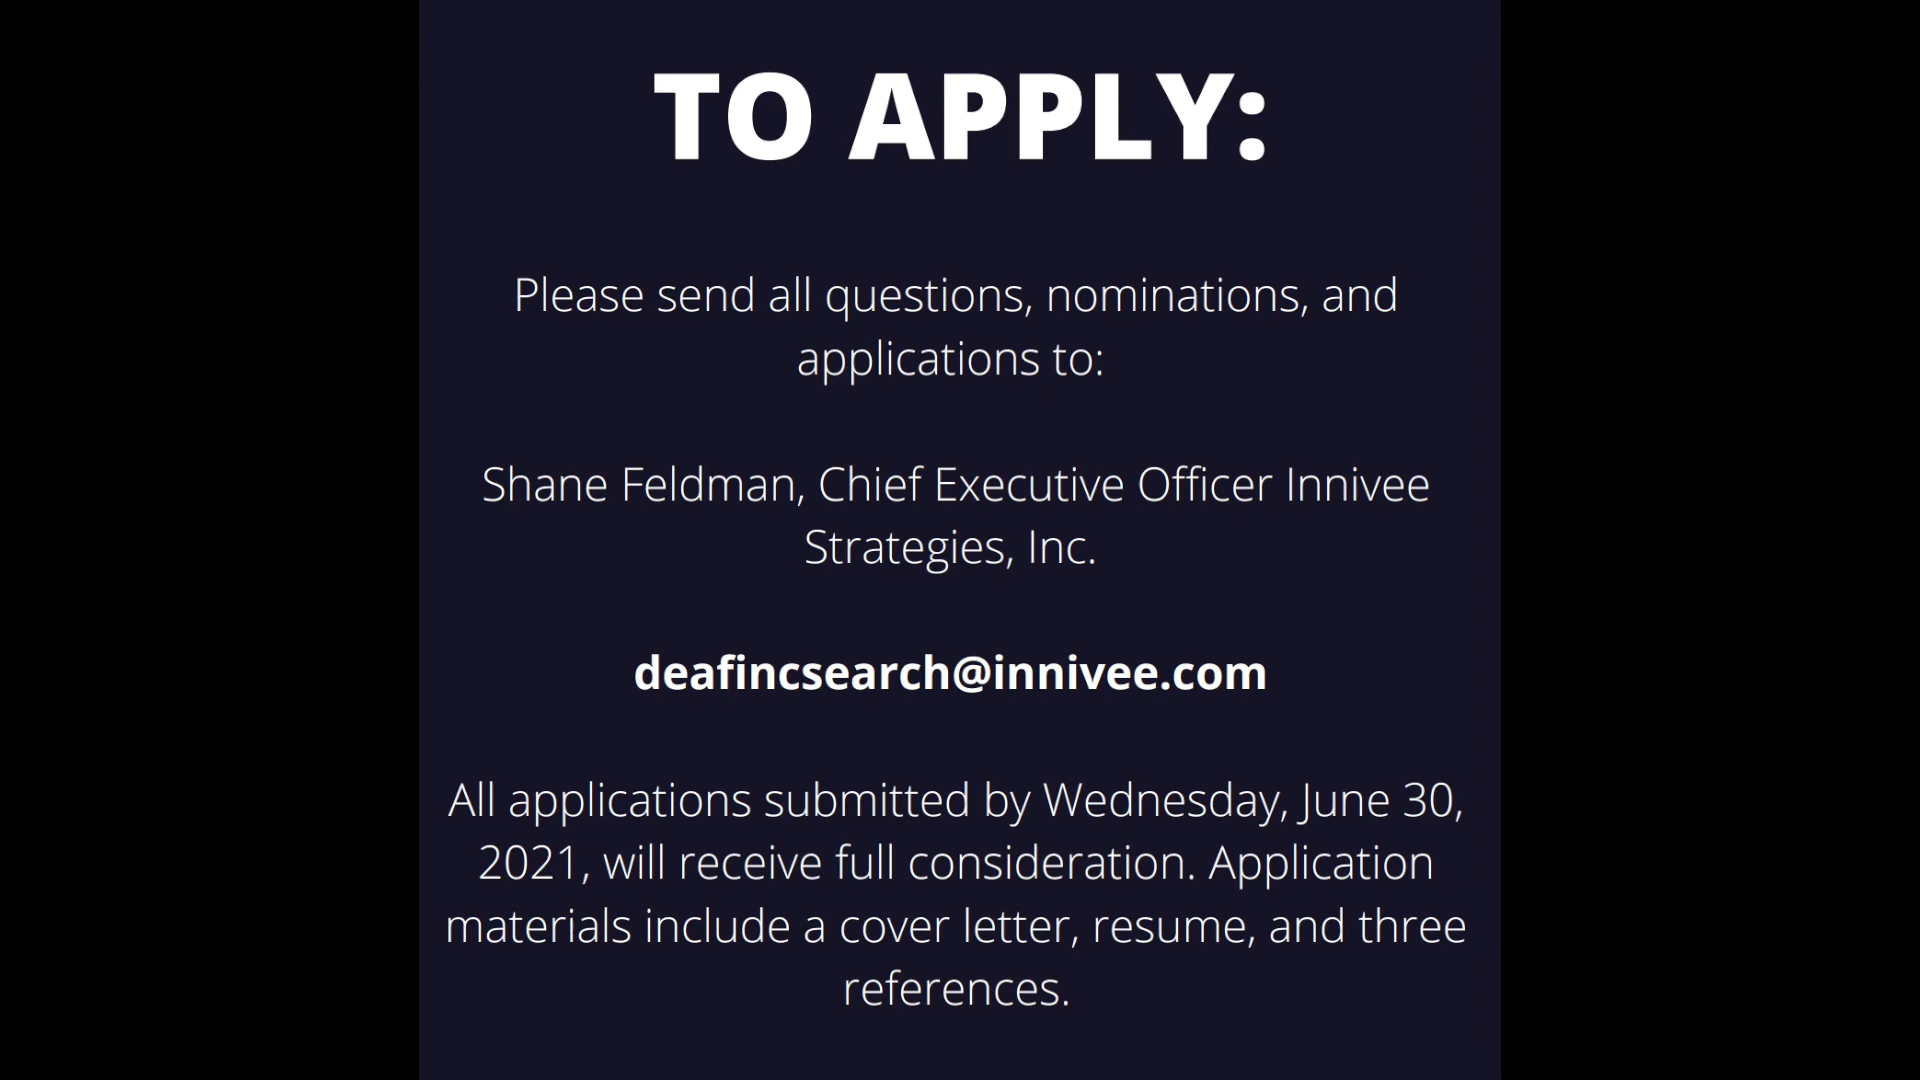 TO APPLY:
Please send all questions, nominations, and
applications to:
Shane Feldman, Chief Executive Officer Innivee
Strategies, Inc.
deafincsearch@innivee.com
All applications submitted by Wednesday, June 30,
2021, will receive full consideration. Application
materials include a cover letter, resume, and three
references.